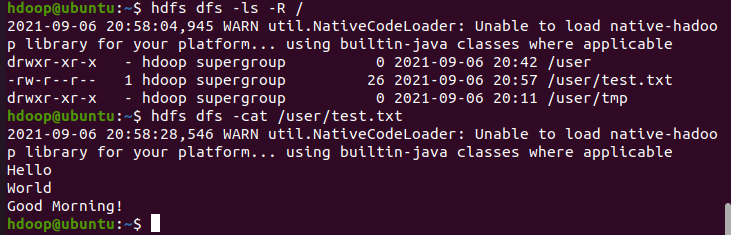 hdoop@ubuntu:~$ hdfs dfs -ls -R /
2021-09-06 20:58:04,945 WARN util.NativeCodeLoader: Unable to load native-hadoo
p library for your platform... using builtin-java classes where applicable
drwxr-xr-x   - hdoop supergroup          0 2021-09-06 20:42 /user
-rw-r--r--   1 hdoop supergroup         26 2021-09-06 20:57 /user/test.txt
drwxr-xr-x   - hdoop supergroup          0 2021-09-06 20:11 /user/tmp
hdoop@ubuntu:~$ hdfs dfs -cat /user/test.txt
2021-09-06 20:58:28,546 WARN util.NativeCodeLoader: Unable to load native-hadoo
p library for your platform... using builtin-java classes where applicable
Hello
World
Good Morning!
hdoop@ubuntu:~$